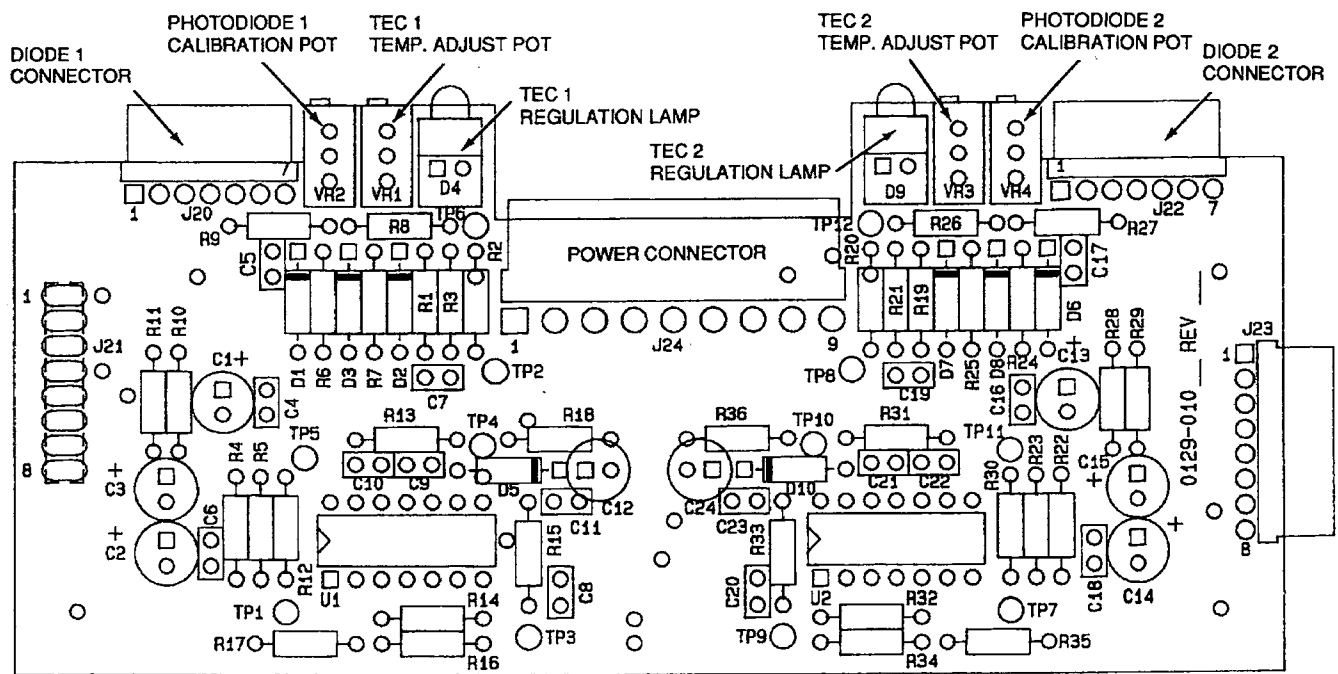 PHOTODIODE 1
CALIBRATION POT
TEC 1
TEMP. ADJUST POT
TEC 2
TEMP. ADJUST POT
PHOTODIODE 2
CALIBRATION POT
DIODE 1
CONNECTOR
DIODE 2
CONNECTOR
TEC 1
REGULATION LAMP
TEC 2
REGULATION LAMP
7
VR2
VR1
D4
D9
VR3
VR4
1
1
J20
TP6
J22
7
R9
R8
R2
POWER CONNECTOR
TP12
R20
R26
R27
C5
C17
1
J21
8
R11
R10
R1
R3
R21
R19
D6
R28
R29
J23
1
8
1
J24
9
C1
+
C4
D1
R6
D3
R7
D2
TP2
TP8
D7
R25
D8
R24
+
C13
C16
C7
C19
R13
TP4
R18
R36
TP10
R31
TP11
R4
R5
TP5
R30
R23
R22
C15
+
C3
C10
C9
D5
C11
C12
C24
C23
D10
C21
C22
+
+
+
C2
C6
R12
U1
R14
R15
C8
R33
C20
U2
R32
C18
C14
TP1
TP3
TP9
TP7
R17
R16
R34
R35
0129-010 REV